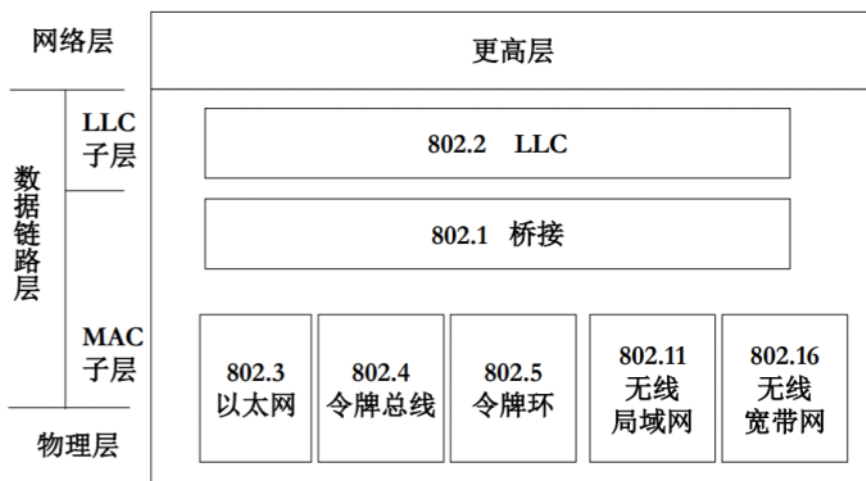 网络层
更高层
LLC
子层
数据链路层
802.2 LLC
802.1 桥接
MAC
子层
802.3
以太网
802.4
令牌总线
802.5
令牌环
802.11
无线
局域网
802.16
无线
宽带网
物理层